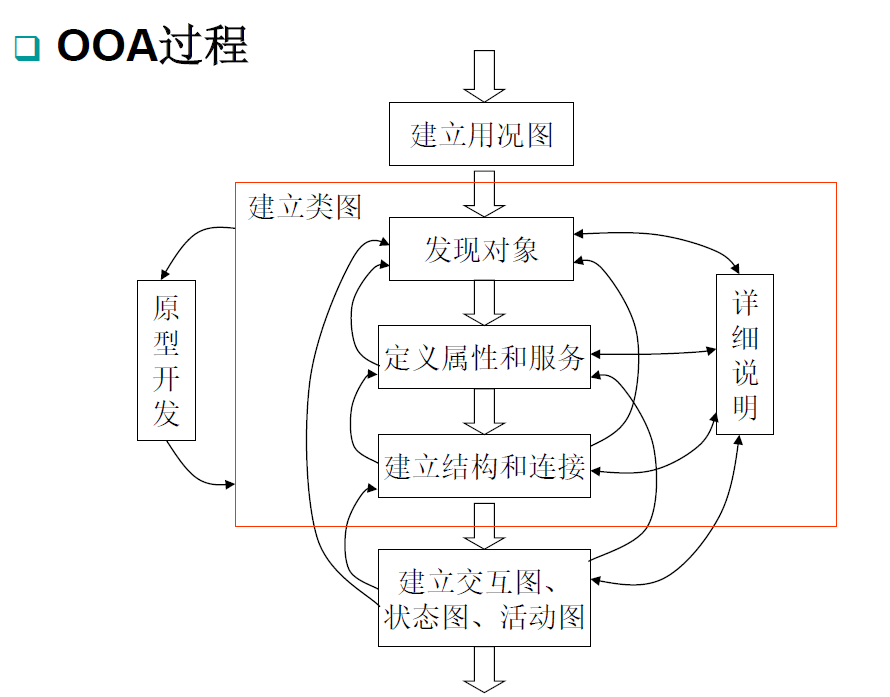 OOA过程
建立用况图
建立类图
发现对象
原
型
开
发
定义属性和服务
详
细
说
明
建立结构和连接
建立交互图、
状态图、活动图